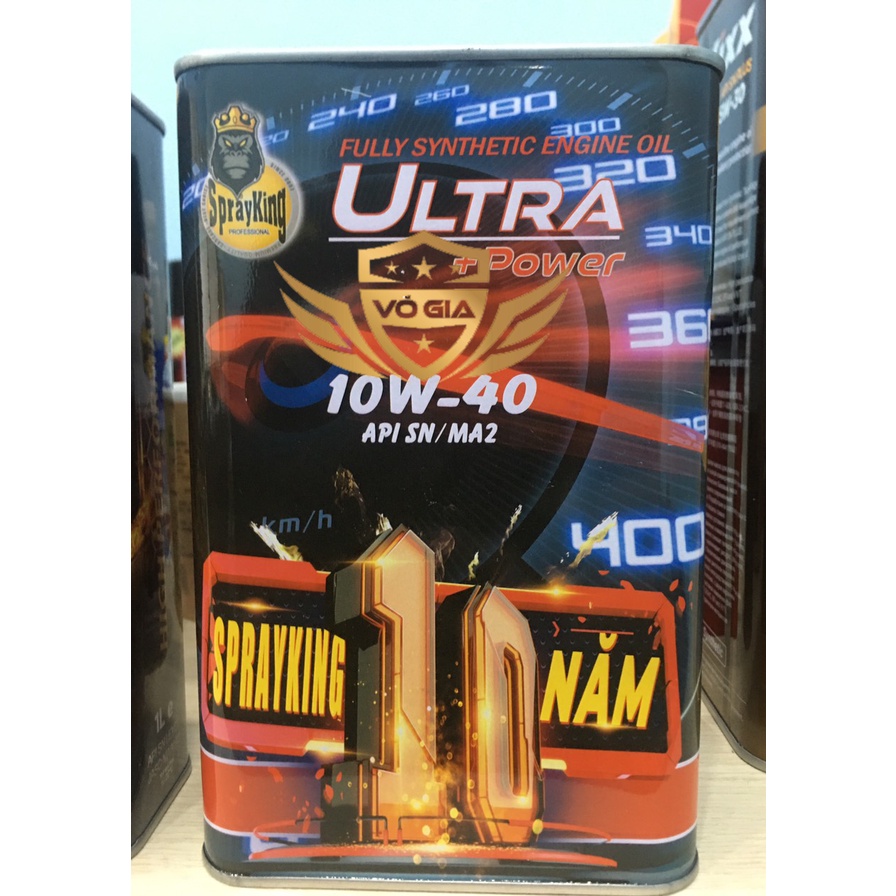 240
260
280
300
320
340
FULLY SYNTHETIC ENGINE OIL
ULTRA
+ Power
SprayKing
PROFESSIONAL
VÕ GIA
10W-40
API SN/MA2
km/h
400
SPRAYKING 10 NĂM
1L e